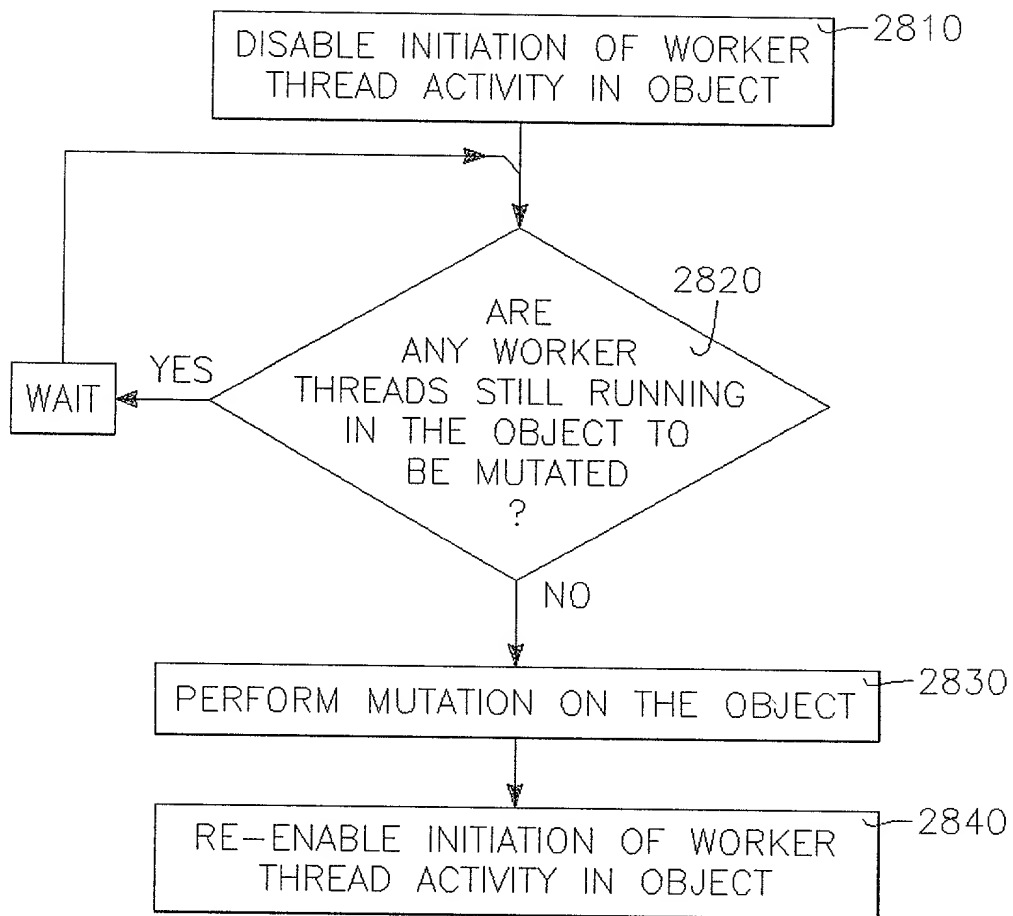 DISABLE INITIATION OF WORKER
THREAD ACTIVITY IN OBJECT
2810
2820
ARE
ANY WORKER
THREADS STILL RUNNING
IN THE OBJECT TO
BE MUTATED
?
YES
WAIT
NO
PERFORM MUTATION ON THE OBJECT
2830
RE-ENABLE INITIATION OF WORKER
THREAD ACTIVITY IN OBJECT
2840